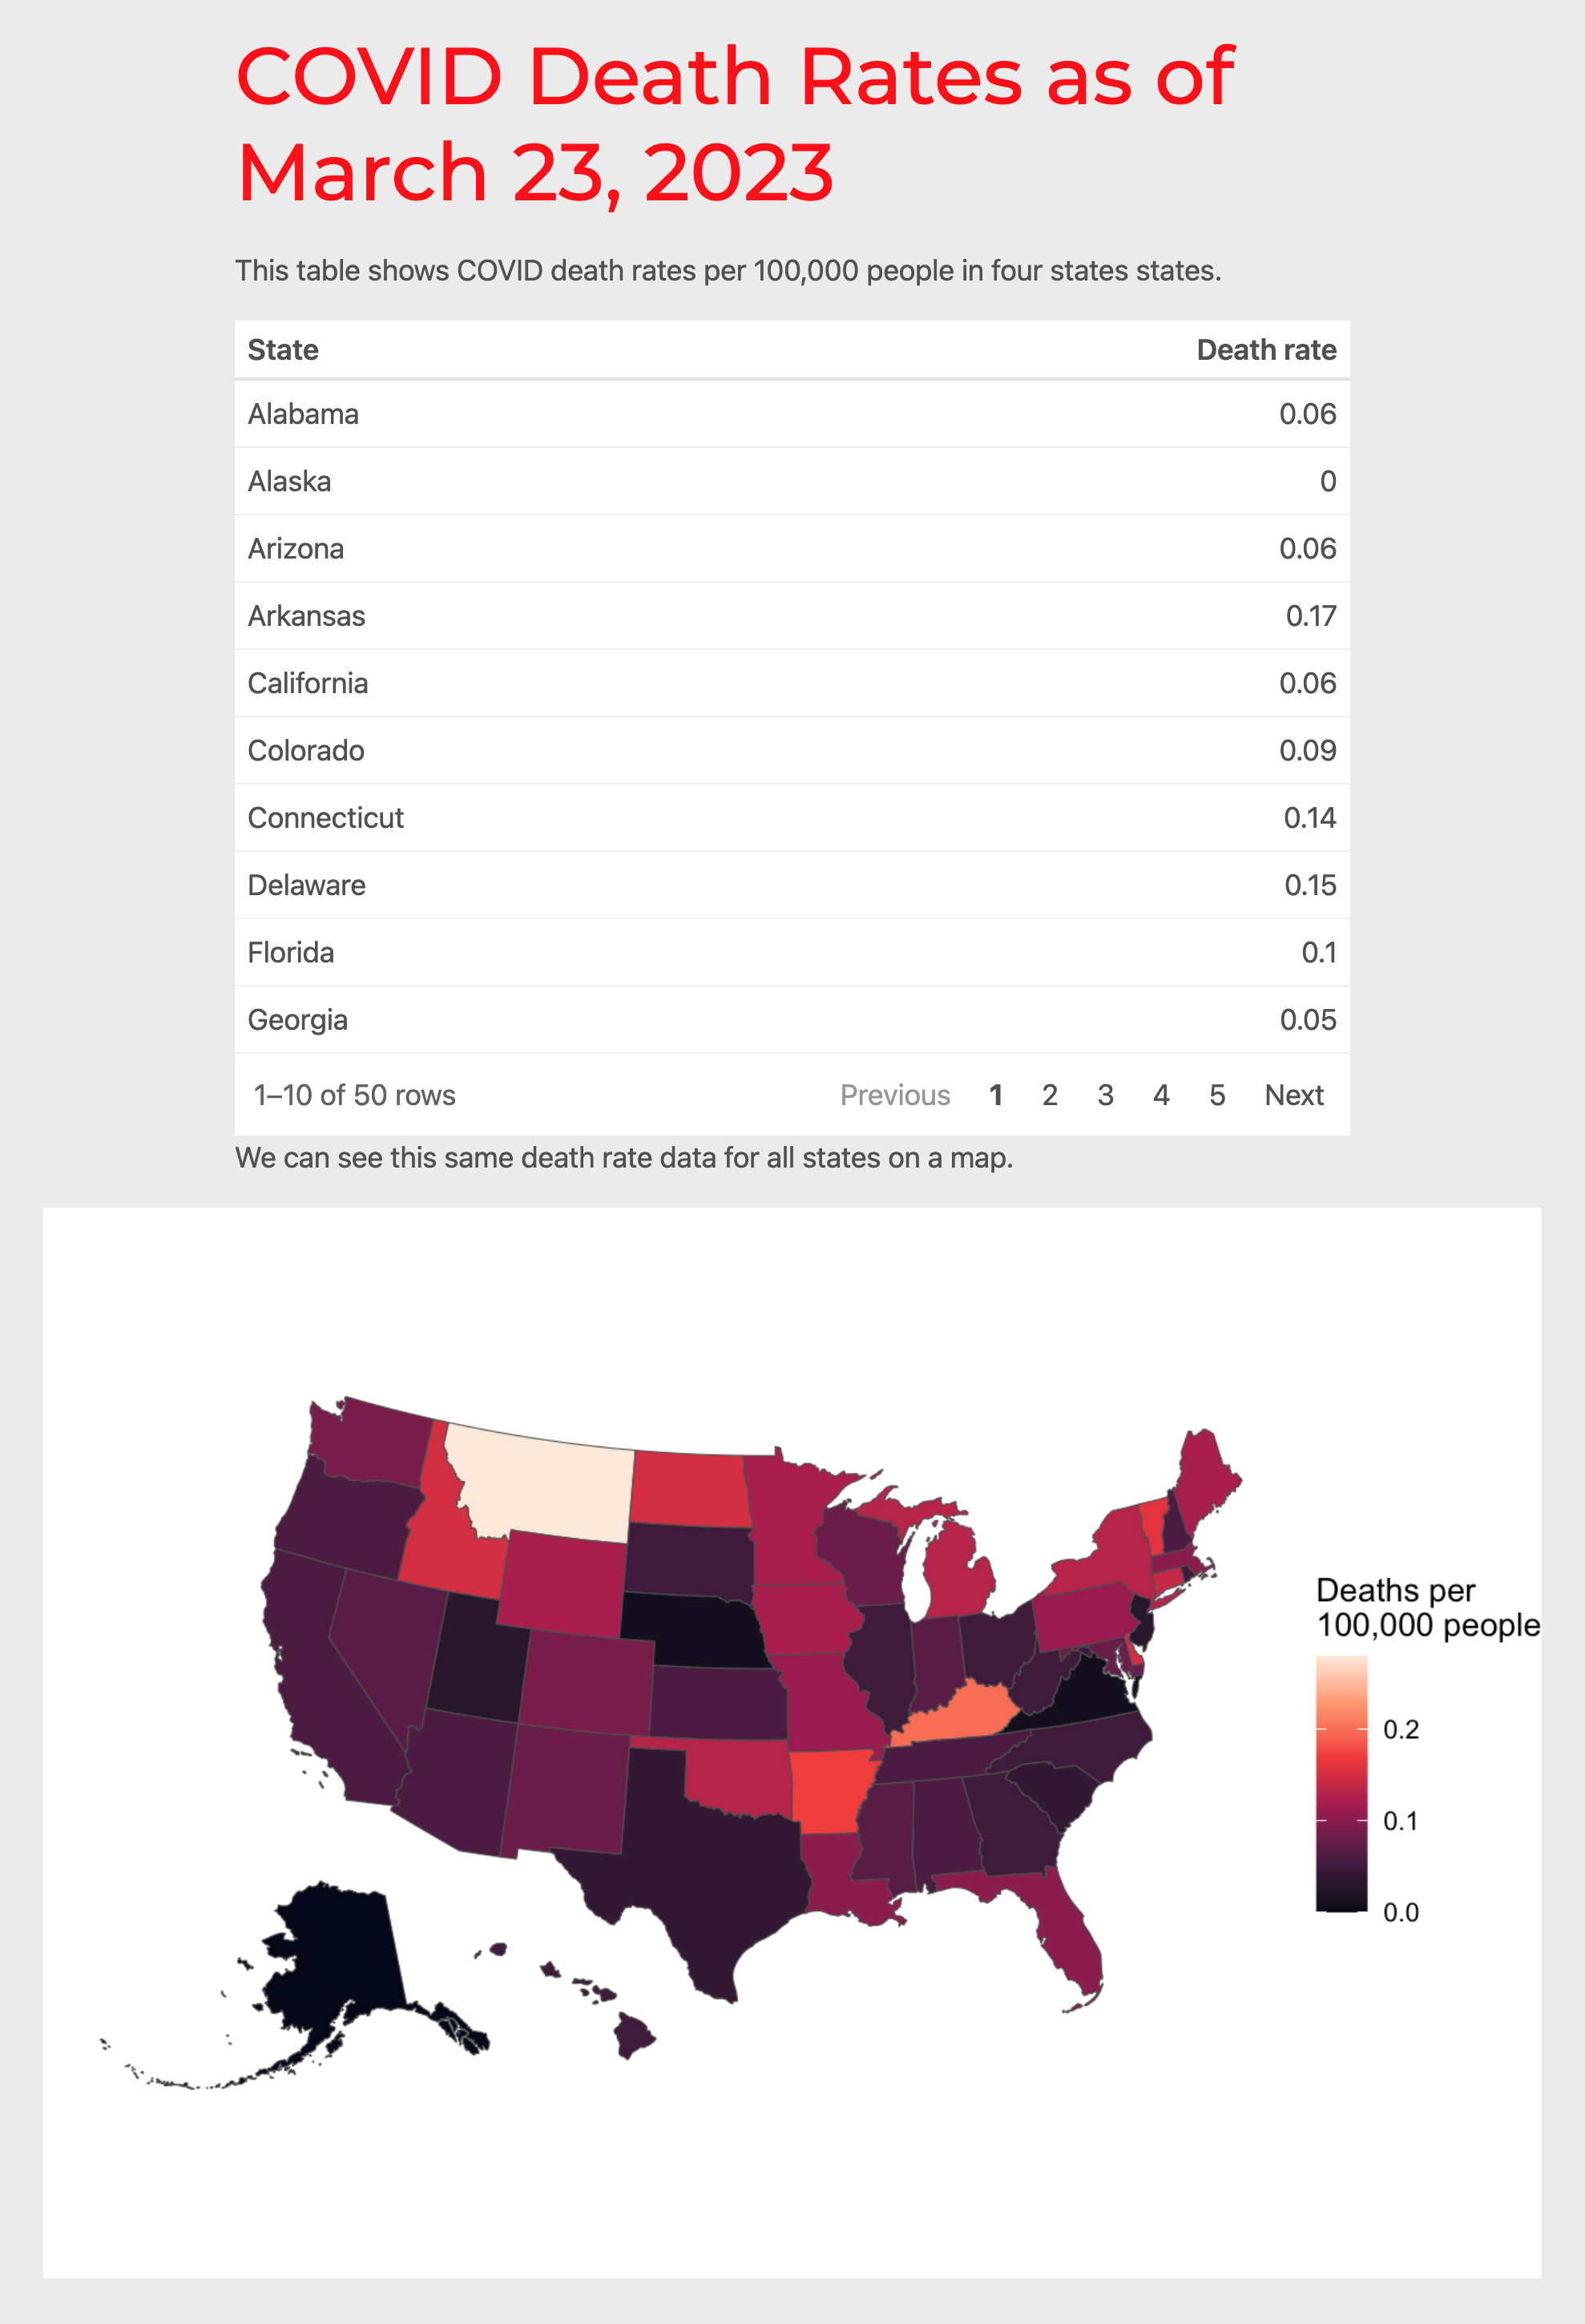 COVID Death Rates as of
March 23, 2023
This table shows COVID death rates per 100,000 people in four states states.
State Death rate
Alabama 0.06
Alaska 0
Arizona 0.06
Arkansas 0.17
California 0.06
Colorado 0.09
Connecticut 0.14
Delaware 0.15
Florida 0.1
Georgia 0.05
1–10 of 50 rows Previous 1 2 3 4 5 Next
We can see this same death rate data for all states on a map.
Deaths per
100,000 people
0.2
0.1
0.0